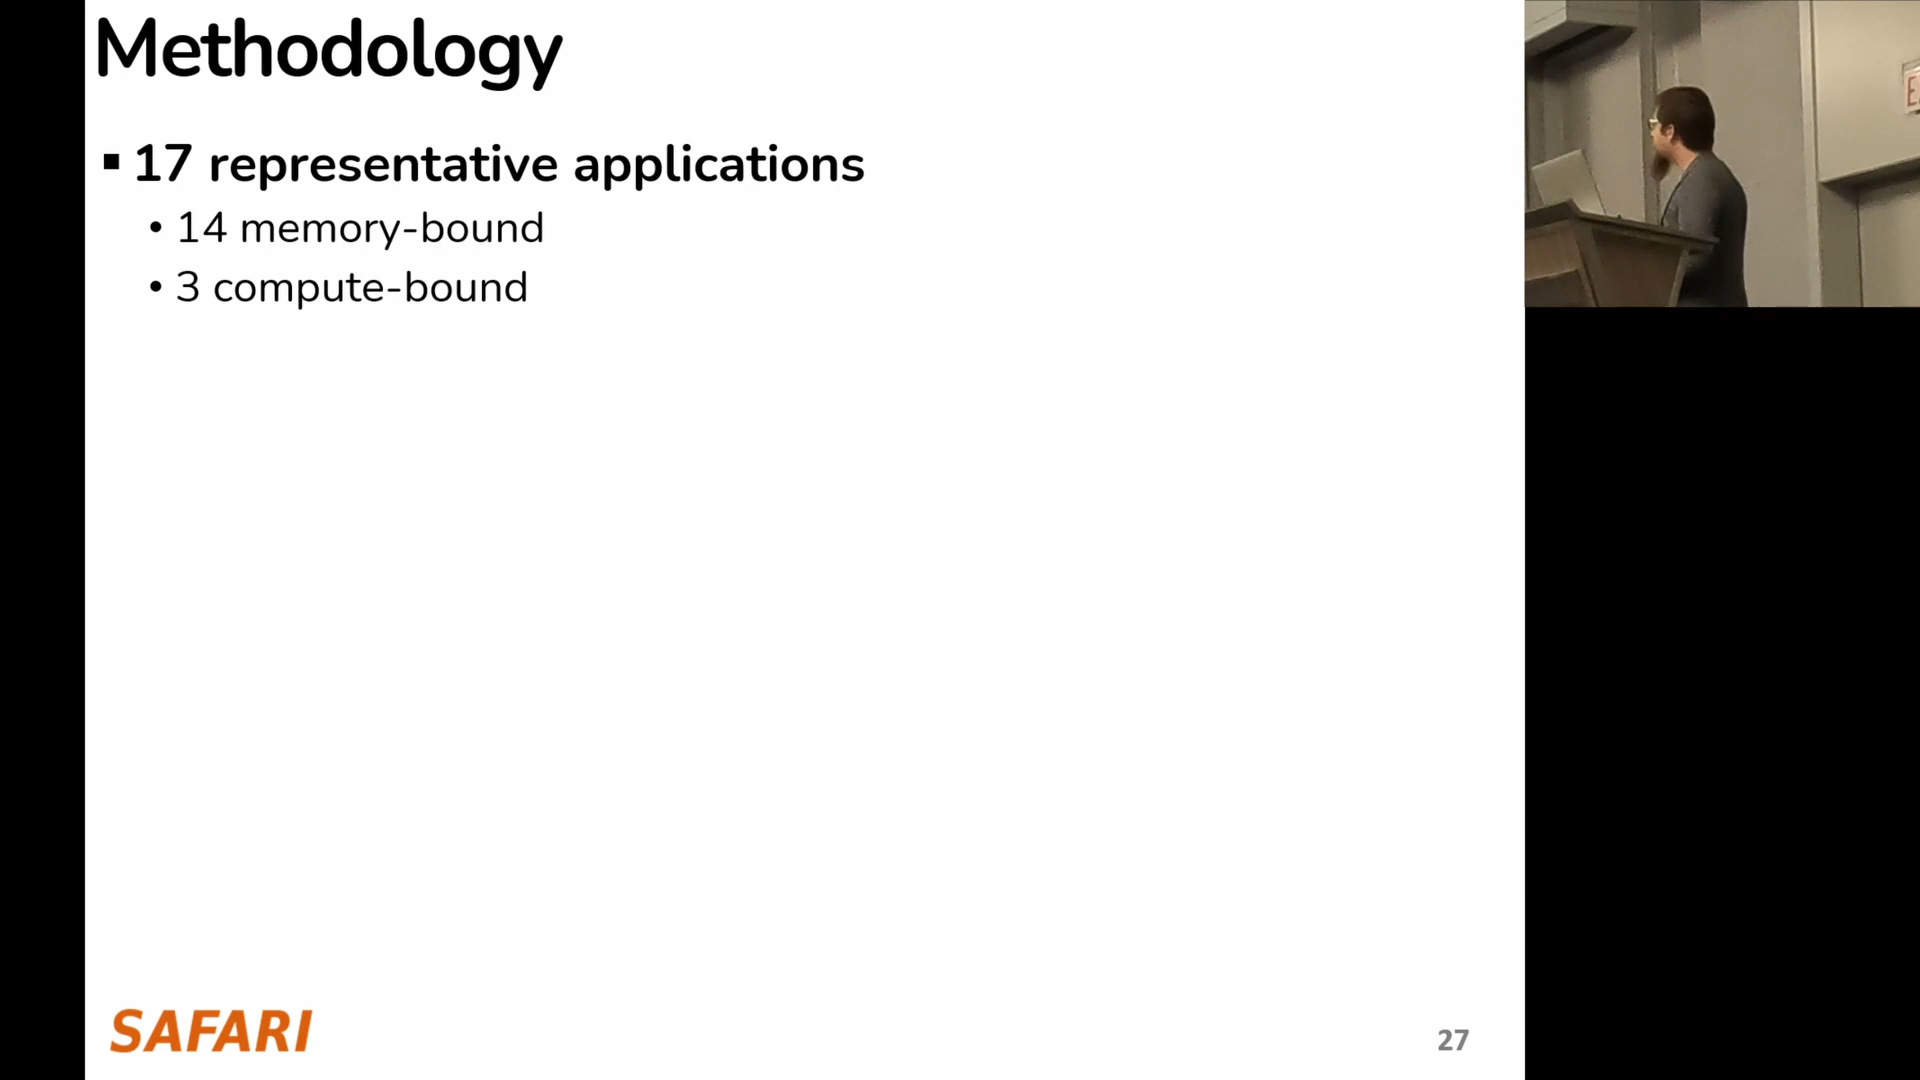 Methodology
▪ 17 representative applications
• 14 memory-bound
• 3 compute-bound
SAFARI
27